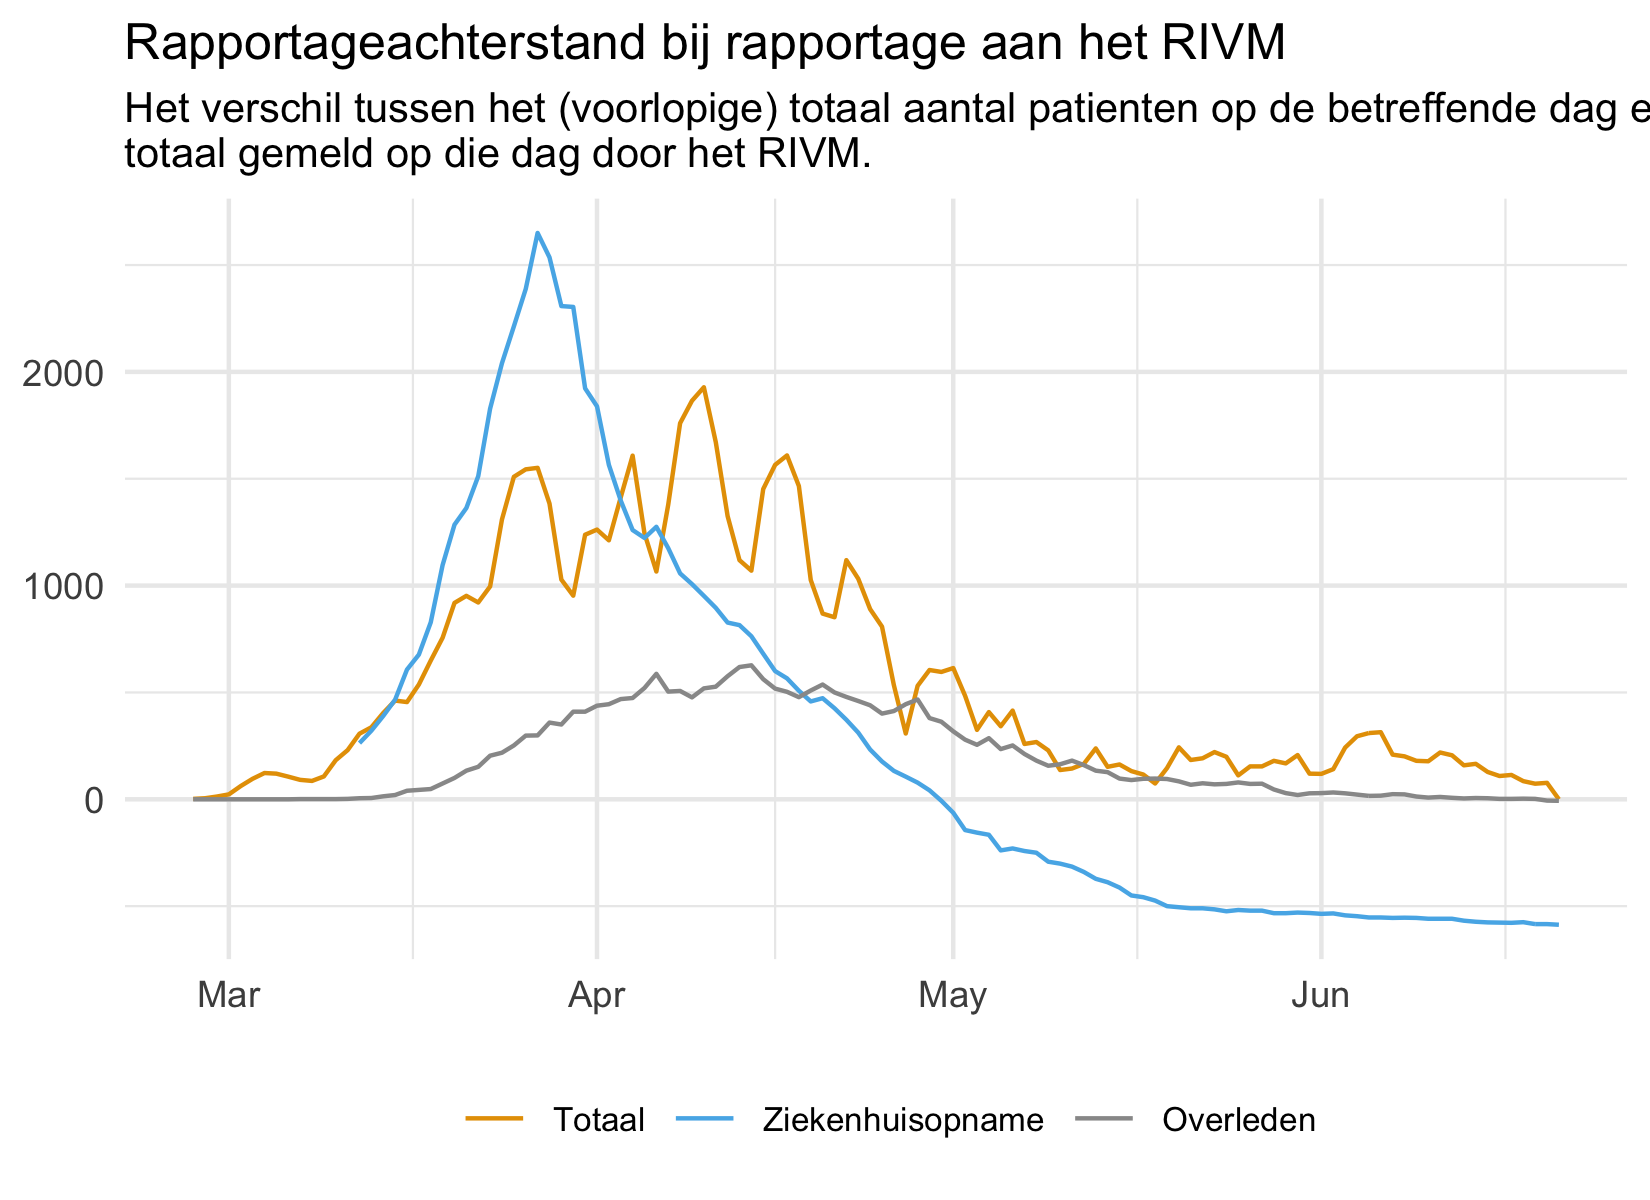 Rapportageachterstand bij rapportage aan het RIVM
Het verschil tussen het (voorlopige) totaal aantal patienten op de betreffende dag e
totaal gemeld op die dag door het RIVM.
2000
1000
0
Mar Apr May Jun
Totaal Ziekenhuisopname Overleden